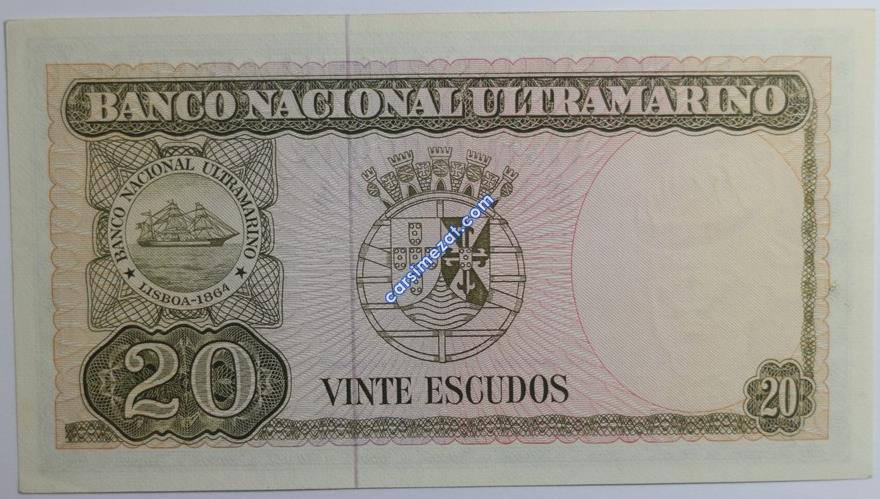 BANCO NACIONAL ULTRAMARINO
BANCO NACIONAL ULTRAMARINO
LISBOA-1864
carsimezat.com
20
VINTE ESCUDOS
20